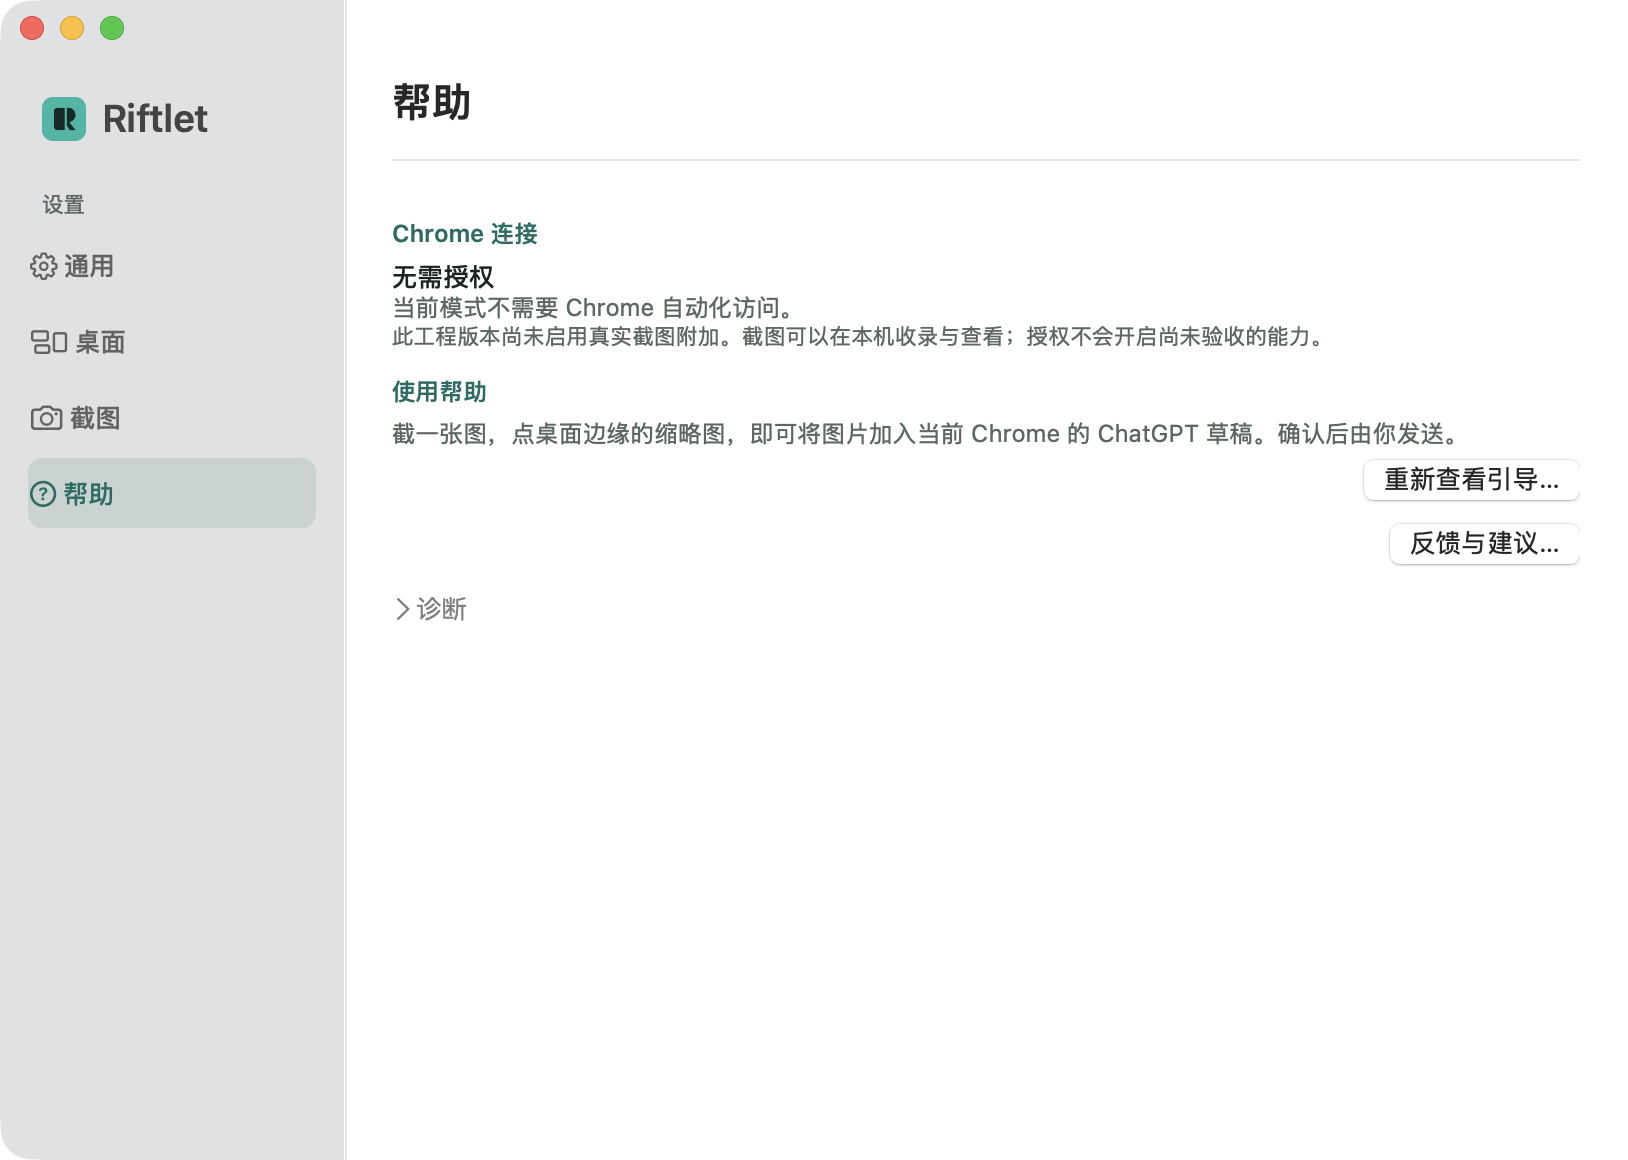 Riftlet
设置
通用
桌面
截图
帮助
帮助
Chrome 连接
无需授权
当前模式不需要 Chrome 自动化访问。
此工程版本尚未启用真实截图附加。截图可以在本机收录与查看；授权不会开启尚未验收的能力。
使用帮助
截一张图，点桌面边缘的缩略图，即可将图片加入当前 Chrome 的 ChatGPT 草稿。确认后由你发送。
重新查看引导...
反馈与建议...
诊断